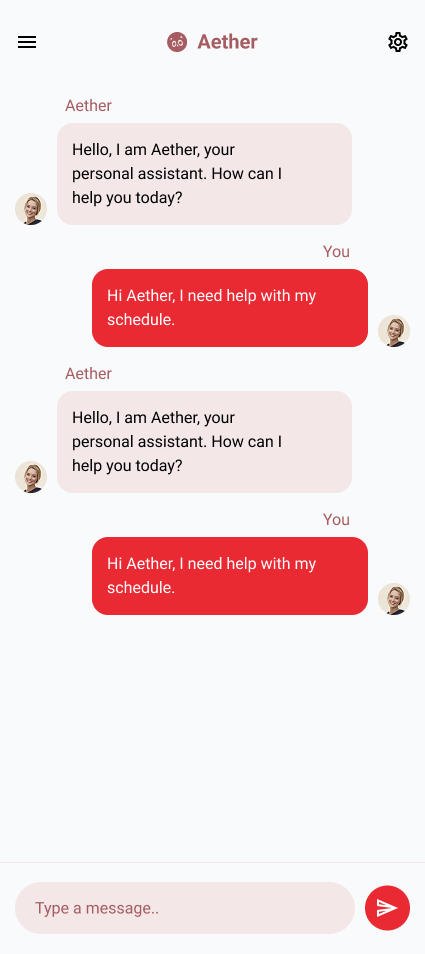 Aether
Aether
Hello, I am Aether, your
personal assistant. How can I
help you today?
You
Hi Aether, I need help with my
schedule.
Aether
Hello, I am Aether, your
personal assistant. How can I
help you today?
You
Hi Aether, I need help with my
schedule.
Type a message..